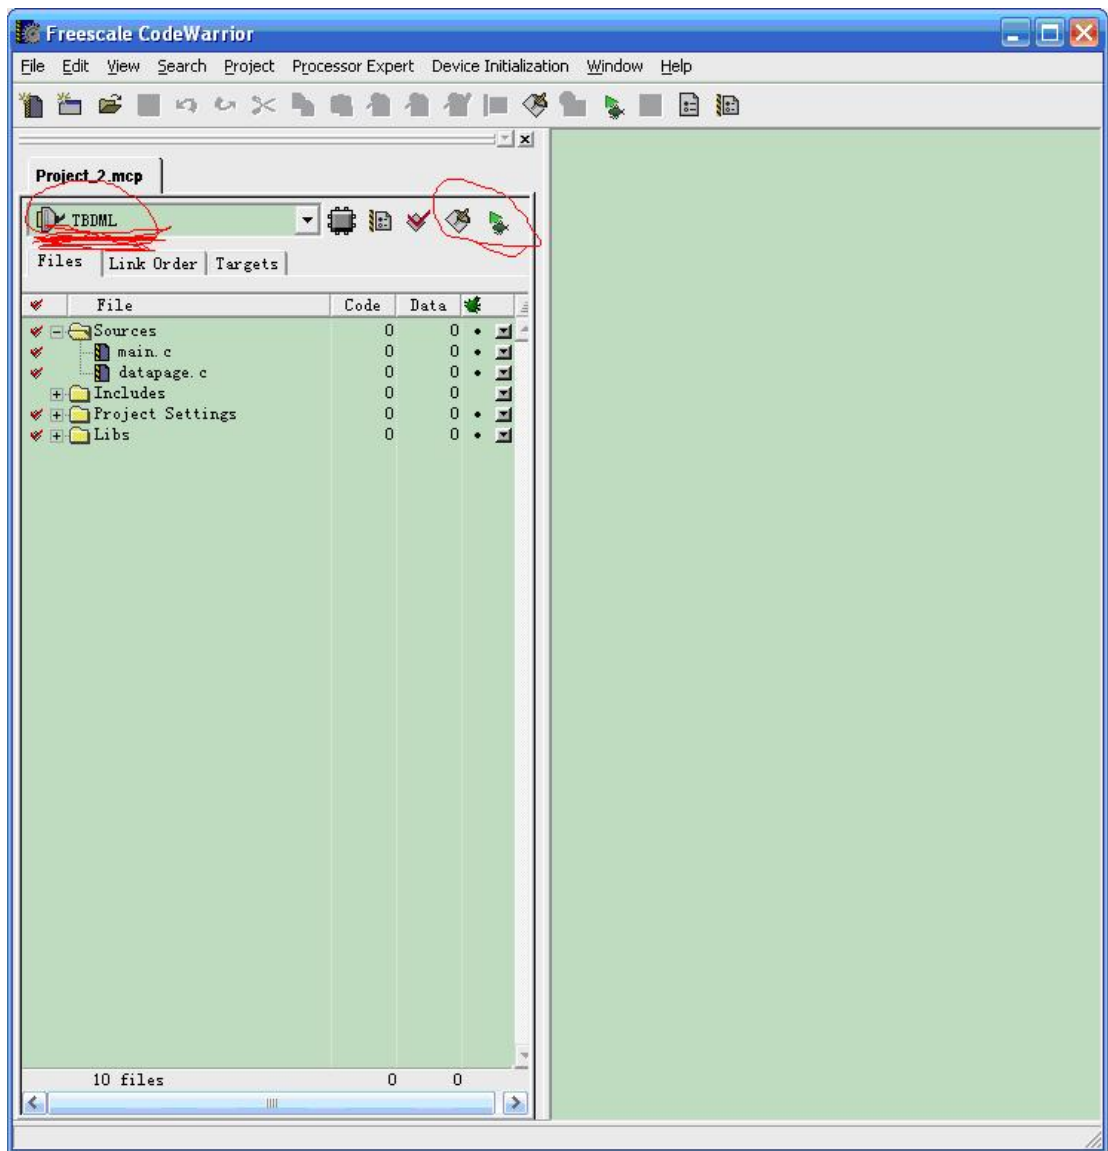 Freescale CodeWarrior
File Edit View Search Project Processor Expert Device Initialization Window Help
Project_2.mcp
TBDML
Files Link Order Targets
File Code Data
Sources 0 0
main.c 0 0
datapage.c 0 0
Includes 0 0
Project Settings 0 0
Libs 0 0
10 files 0 0